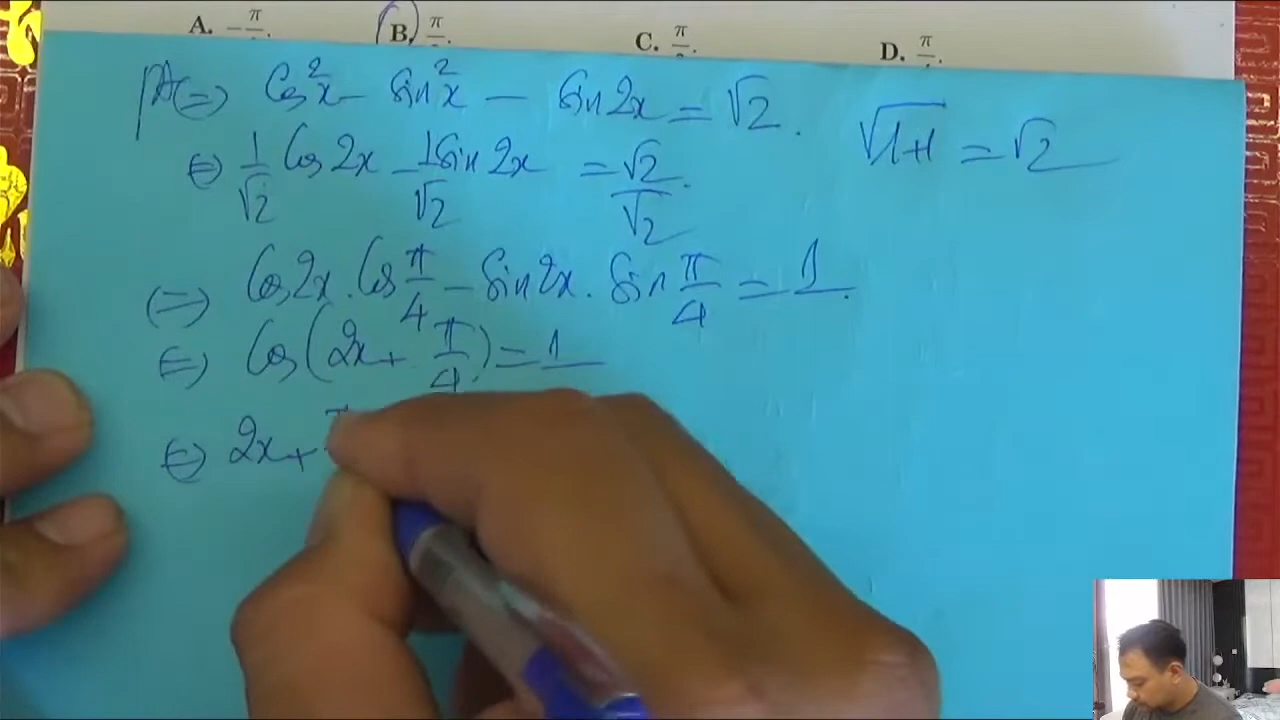 A. -π/ . B. π/ . C. π/ . D. π/ .
pt ⇔ cos²x - sin²x - sin2x = √2.
√1+1 = √2
⇔ 1/√2 cos2x - 1/√2 sin2x = √2/√2.
⇔ cos2x.cos π/4 - sin2x.sin π/4 = 1.
⇔ cos(2x + π/4) = 1
⇔ 2x + π